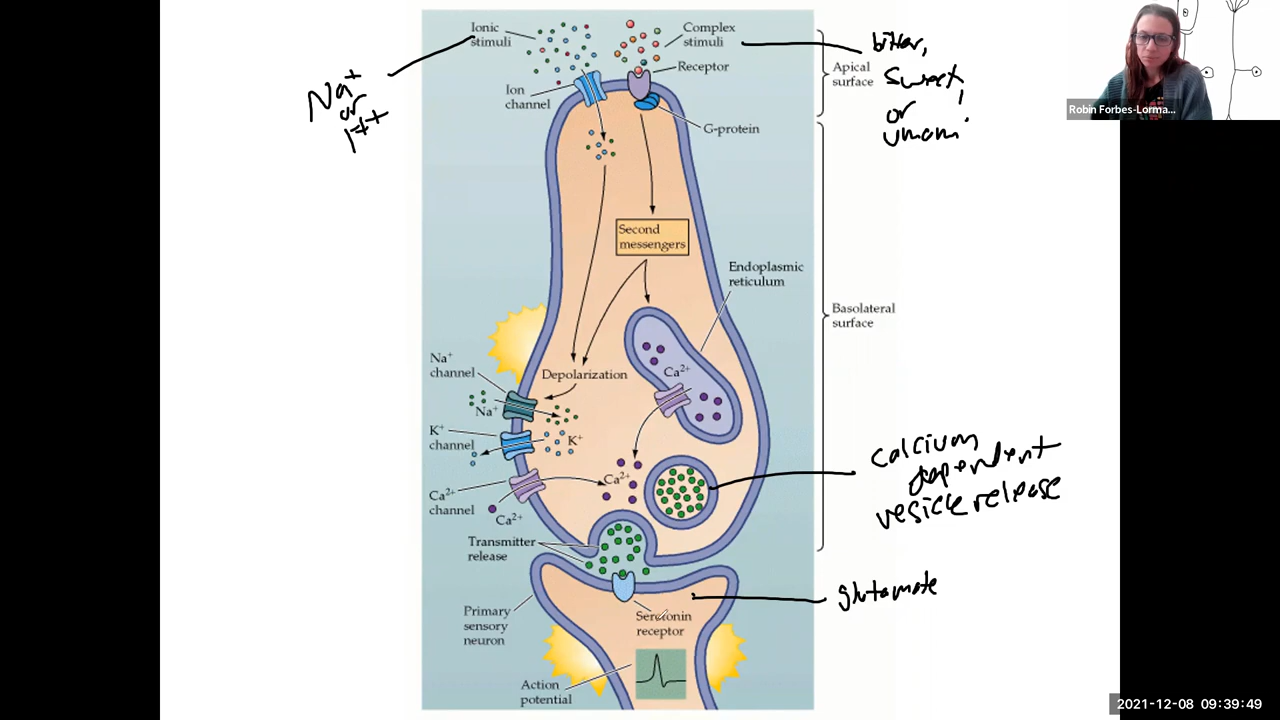 Ionic
stimuli
Complex
stimuli
Receptor
Ion
channel
G-protein
Apical
surface
Na+
or
H+
bitter,
sweet,
or
umami
Robin Forbes-Lorma...
Second
messengers
Endoplasmic
reticulum
Basolateral
surface
Na+
channel
Depolarization
Ca2+
Na+
K+
channel
K+
Ca2+
Ca2+
channel
Ca2+
calcium
dependent
vesicle release
Transmitter
release
glutamate
Primary
sensory
neuron
Serotonin
receptor
Action
potential
2021-12-08 09:39:49